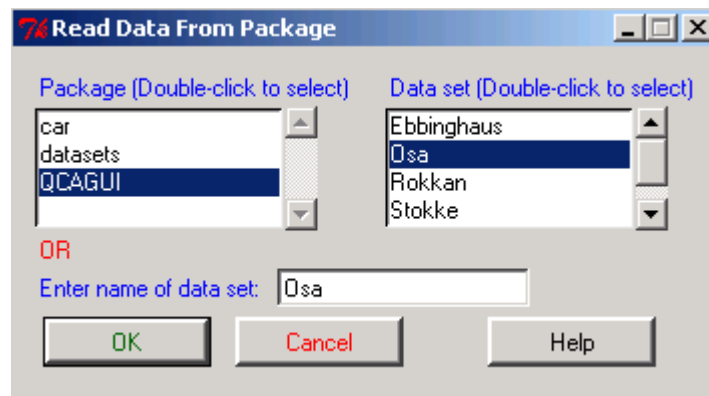 Read Data From Package
Package (Double-click to select)
Data set (Double-click to select)
car
datasets
QCAGUI
Ebbinghaus
Osa
Rokkan
Stokke
OR
Enter name of data set: Osa
OK Cancel Help